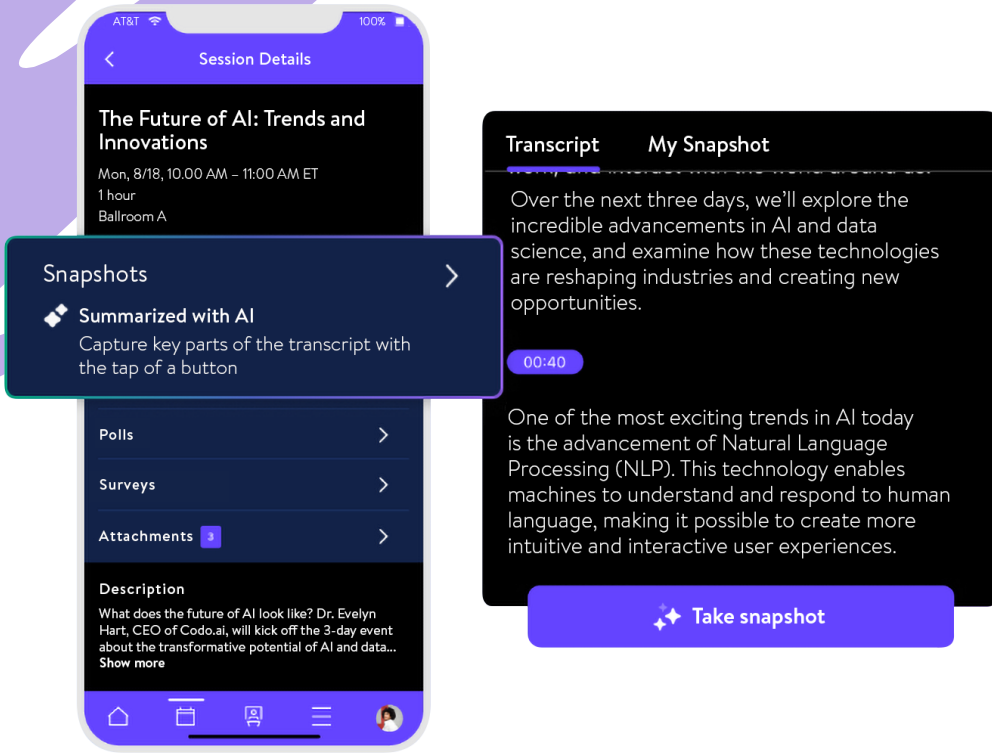 AT&T
100%
Session Details
The Future of AI: Trends and
Innovations
Mon, 8/18, 10.00 AM – 11:00 AM ET
1 hour
Ballroom A
Snapshots
Summarized with AI
Capture key parts of the transcript with
the tap of a button
Polls
Surveys
Attachments 3
Description
What does the future of AI look like? Dr. Evelyn
Hart, CEO of Codo.ai, will kick off the 3-day event
about the transformative potential of AI and data...
Show more
Transcript
My Snapshot
Over the next three days, we’ll explore the
incredible advancements in AI and data
science, and examine how these technologies
are reshaping industries and creating new
opportunities.
00:40
One of the most exciting trends in AI today
is the advancement of Natural Language
Processing (NLP). This technology enables
machines to understand and respond to human
language, making it possible to create more
intuitive and interactive user experiences.
Take snapshot